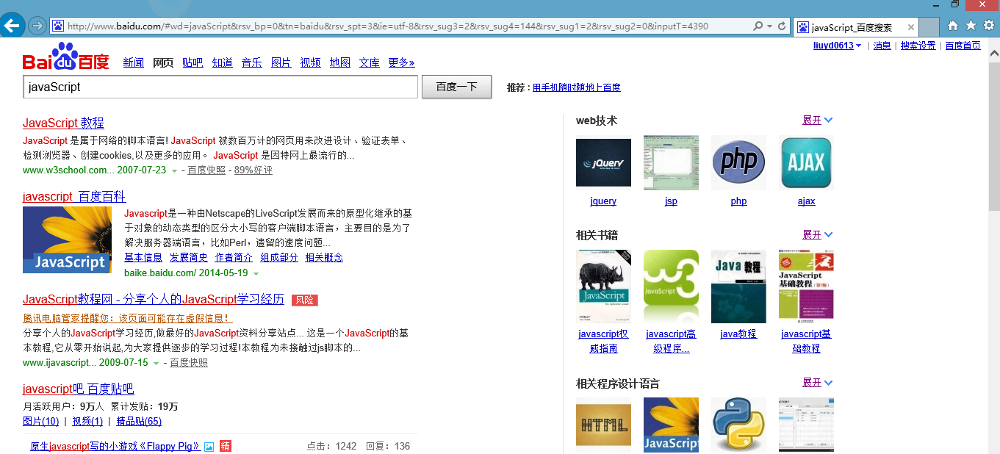 http://www.baidu.com/#wd=javaScript&rsv_bp=0&tn=baidu&rsv_spt=3&ie=utf-8&rsv_sug3=2&rsv_sug4=144&rsv_sug1=2&rsv_sug2=0&inputT=4390
javaScript_百度搜索
liuyd0613 | 消息 | 搜索设置 | 百度首页
Bai du 百度 新闻 网页 贴吧 知道 音乐 图片 视频 地图 文库 更多»
javaScript 百度一下 推荐 : 用手机随时随地上百度
JavaScript 教程
JavaScript 是属于网络的脚本语言! JavaScript 被数百万计的网页用来改进设计、验证表单、
检测浏览器、创建cookies,以及更多的应用。 JavaScript 是因特网上最流行的...
www.w3school.com... 2007-07-23 - 百度快照 - 89%好评
javascript_百度百科
JavaScript
Javascript是一种由Netscape的LiveScript发展而来的原型化继承的基
于对象的动态类型的区分大小写的客户端脚本语言，主要目的是为了
解决服务器端语言，比如Perl，遗留的速度问题...
基本信息 发展简史 作者简介 组成部分 相关概念
baike.baidu.com/ 2014-05-19
JavaScript教程网 - 分享个人的JavaScript学习经历 风险
腾讯电脑管家提醒您：该页面可能存在虚假信息！
分享个人的JavaScript学习经历,做最好的JavaScript资料分享站点... 这是一个JavaScript的基
本教程,它从零开始说起,为大家提供逐步的学习过程!本教程为未接触过js脚本的...
www.ijavascript... 2009-07-15 - 百度快照
javascript吧_百度贴吧
月活跃用户：9万人 累计发贴：19万
图片(10) | 视频(1) | 精品贴(65)
原生javascript写的小游戏《Flappy Pig》 精 点击：1242 回复：136
web技术 展开
jQuery php AJAX
jquery jsp php ajax
相关书籍 展开
JavaScript
W3
JavaScript
Java 教程
JavaScript
基础教程 (第7版)
javascript权
威指南
javascript高
级程序...
java教程
javascript基
础教程
相关程序设计语言 展开
HTML JavaScript